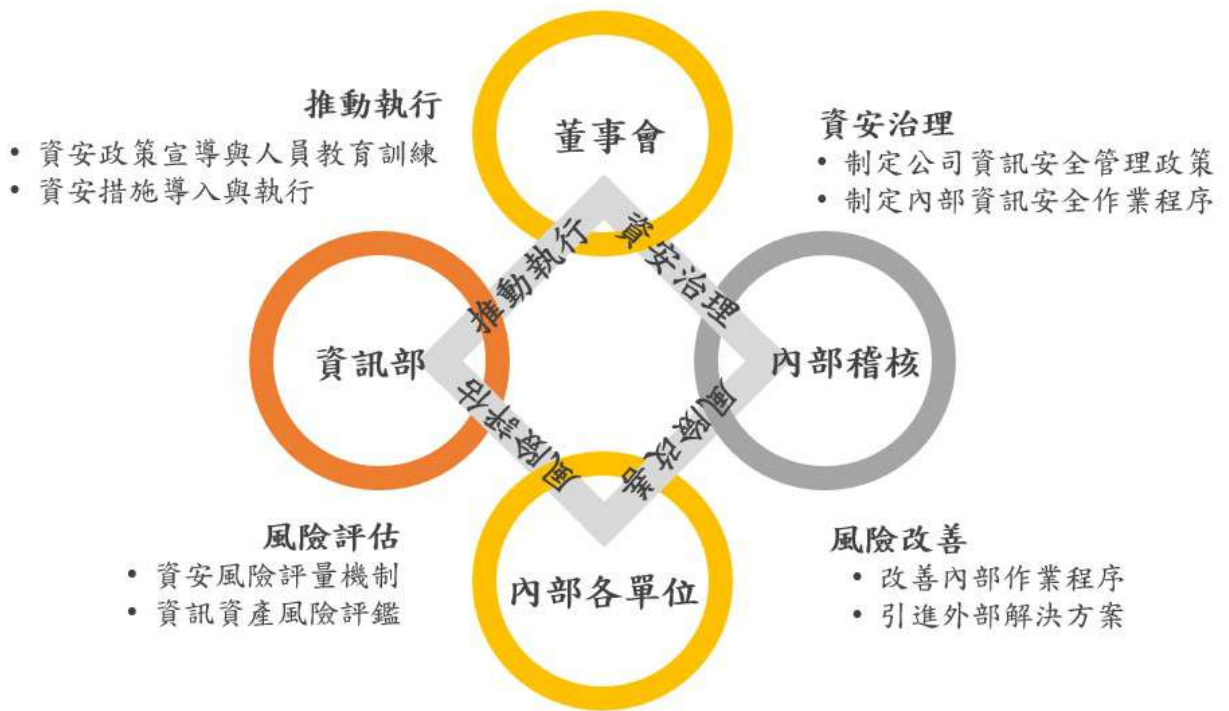 董事會
推動執行
• 資安政策宣導與人員教育訓練
• 資安措施導入與執行
資安治理
• 制定公司資訊安全管理政策
• 制定內部資訊安全作業程序
推動執行
資安治理
資訊部
內部稽核
風險評估
風險改善
內部各單位
風險評估
• 資安風險評量機制
• 資訊資產風險評鑑
風險改善
• 改善內部作業程序
• 引進外部解決方案